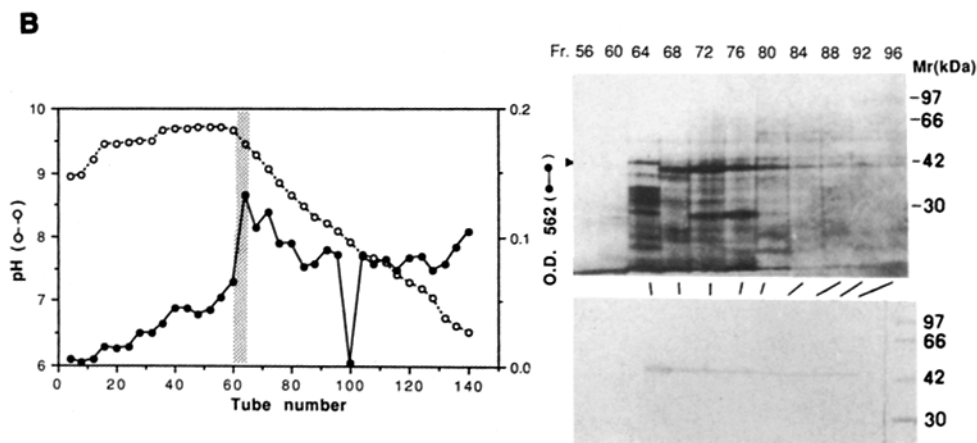 B
Fr. 56 60 64 68 72 76 80 84 88 92 96
Mr(kDa)
10
9
8
7
6
pH (o--o)
0.2
0.1
0.0
O.D. 562 (●—●)
0 20 40 60 80 100 120 140
Tube number
-97
-66
-42
-30
97
66
42
30